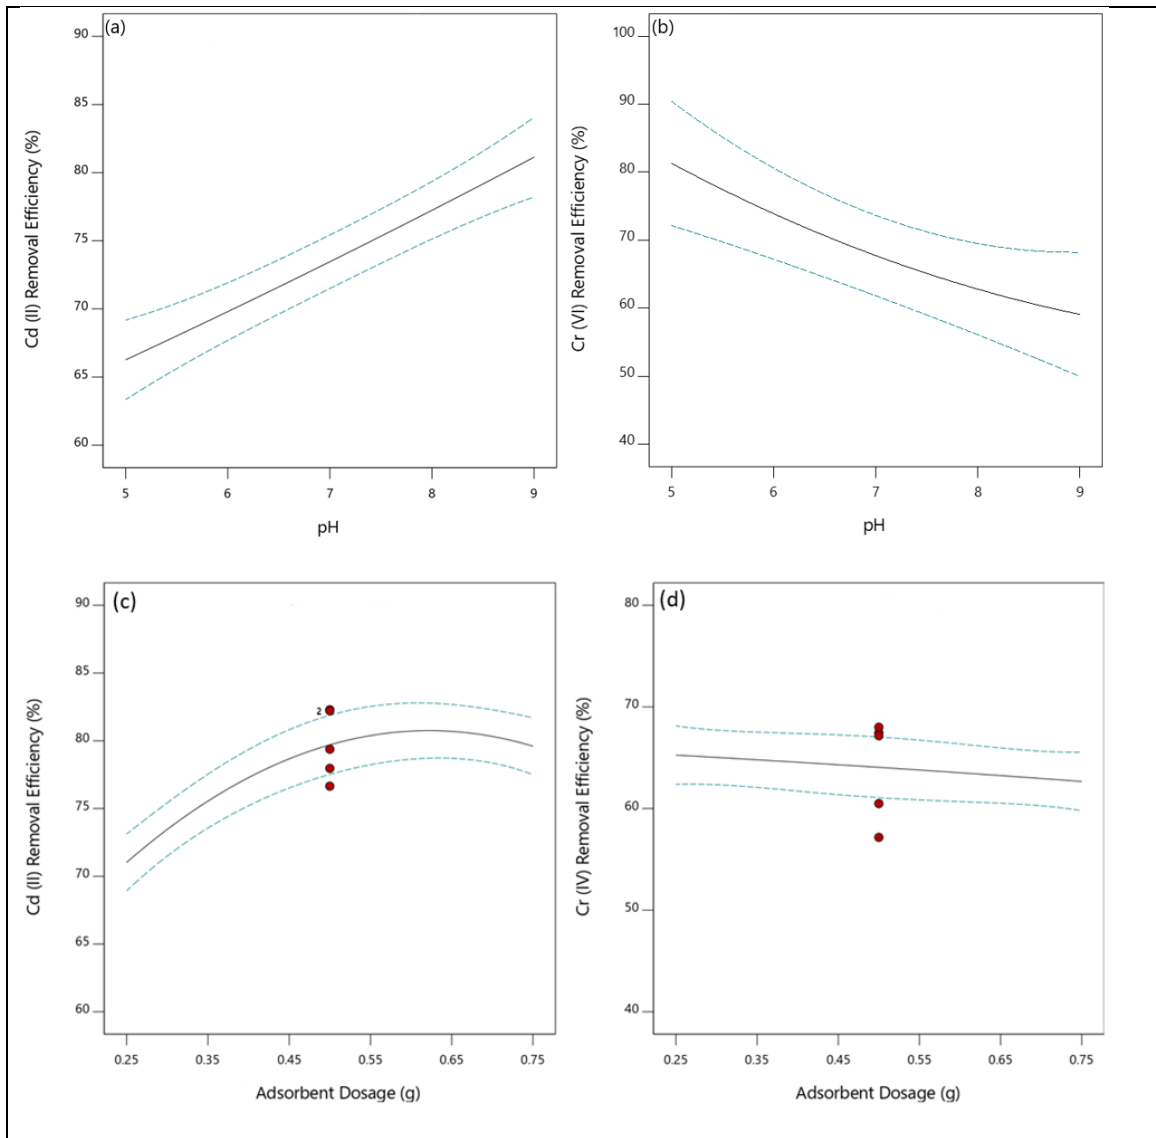 (a)
90
85
80
75
70
65
60
Cd (II) Removal Efficiency (%)
5 6 7 8 9
pH
(b)
100
90
80
70
60
50
40
Cr (VI) Removal Efficiency (%)
5 6 7 8 9
pH
(c)
90
85
80
75
70
65
60
2
Cd (II) Removal Efficiency (%)
0.25 0.35 0.45 0.55 0.65 0.75
Adsorbent Dosage (g)
(d)
80
70
60
50
40
Cr (IV) Removal Efficiency (%)
0.25 0.35 0.45 0.55 0.65 0.75
Adsorbent Dosage (g)